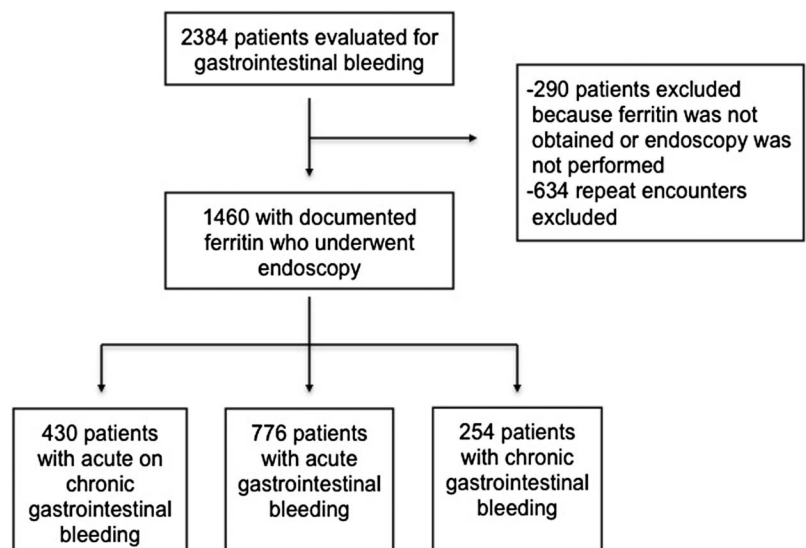 2384 patients evaluated for
gastrointestinal bleeding
-290 patients excluded
because ferritin was not
obtained or endoscopy was
not performed
-634 repeat encounters
excluded
1460 with documented
ferritin who underwent
endoscopy
430 patients
with acute on
chronic
gastrointestinal
bleeding
776 patients
with acute
gastrointestinal
bleeding
254 patients
with chronic
gastrointestinal
bleeding